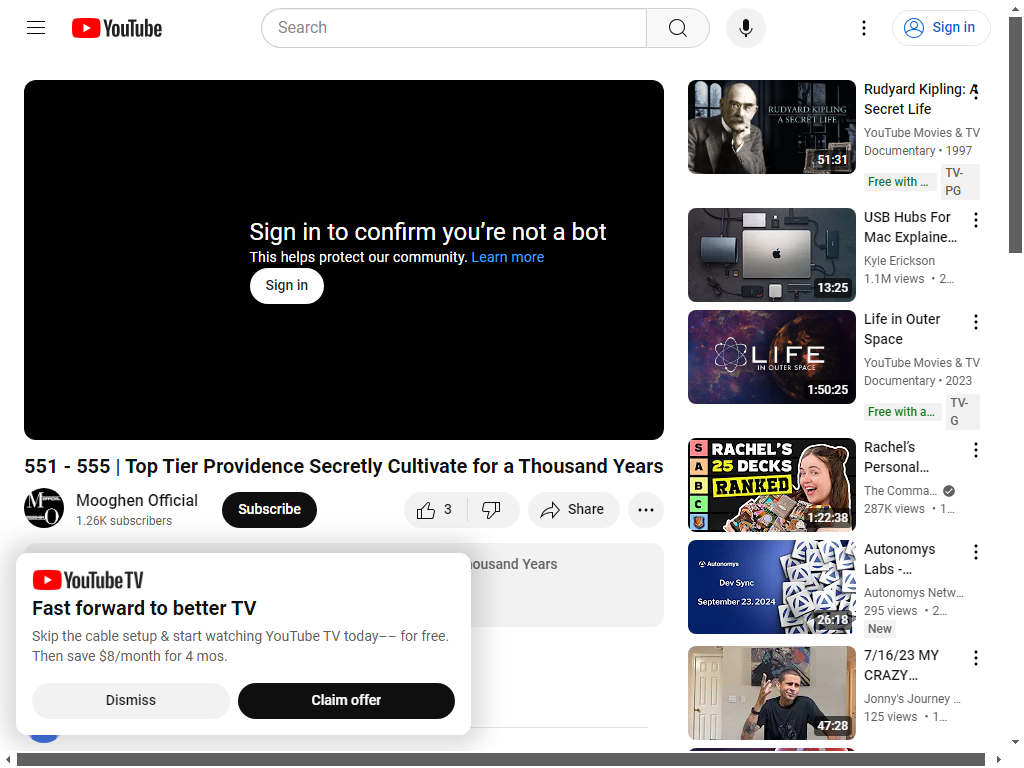 YouTube
Search
Sign in
Sign in to confirm you're not a bot
This helps protect our community. Learn more
Sign in
551 - 555 | Top Tier Providence Secretly Cultivate for a Thousand Years
Mooghen Official
1.26K subscribers
Subscribe
3
Share
housand Years
YouTube TV
Fast forward to better TV
Skip the cable setup & start watching YouTube TV today–– for free.
Then save $8/month for 4 mos.
Dismiss
Claim offer
RUDYARD KIPLING
A SECRET LIFE
51:31
Rudyard Kipling: A
Secret Life
YouTube Movies & TV
Documentary • 1997
Free with ...
TV-
PG
13:25
USB Hubs For
Mac Explaine...
Kyle Erickson
1.1M views • 2...
LIFE
IN OUTER SPACE
1:50:25
Life in Outer
Space
YouTube Movies & TV
Documentary • 2023
Free with a...
TV-
G
S
A
B
C
RACHEL'S
25 DECKS
RANKED
1:22:38
Rachel's
Personal...
The Comma...
287K views • 1...
Autonomys
Dev Sync
September 23, 2024
26:18
Autonomys
Labs -...
Autonomys Netw...
295 views • 2...
New
47:28
7/16/23 MY
CRAZY...
Jonny's Journey ...
125 views • 1...